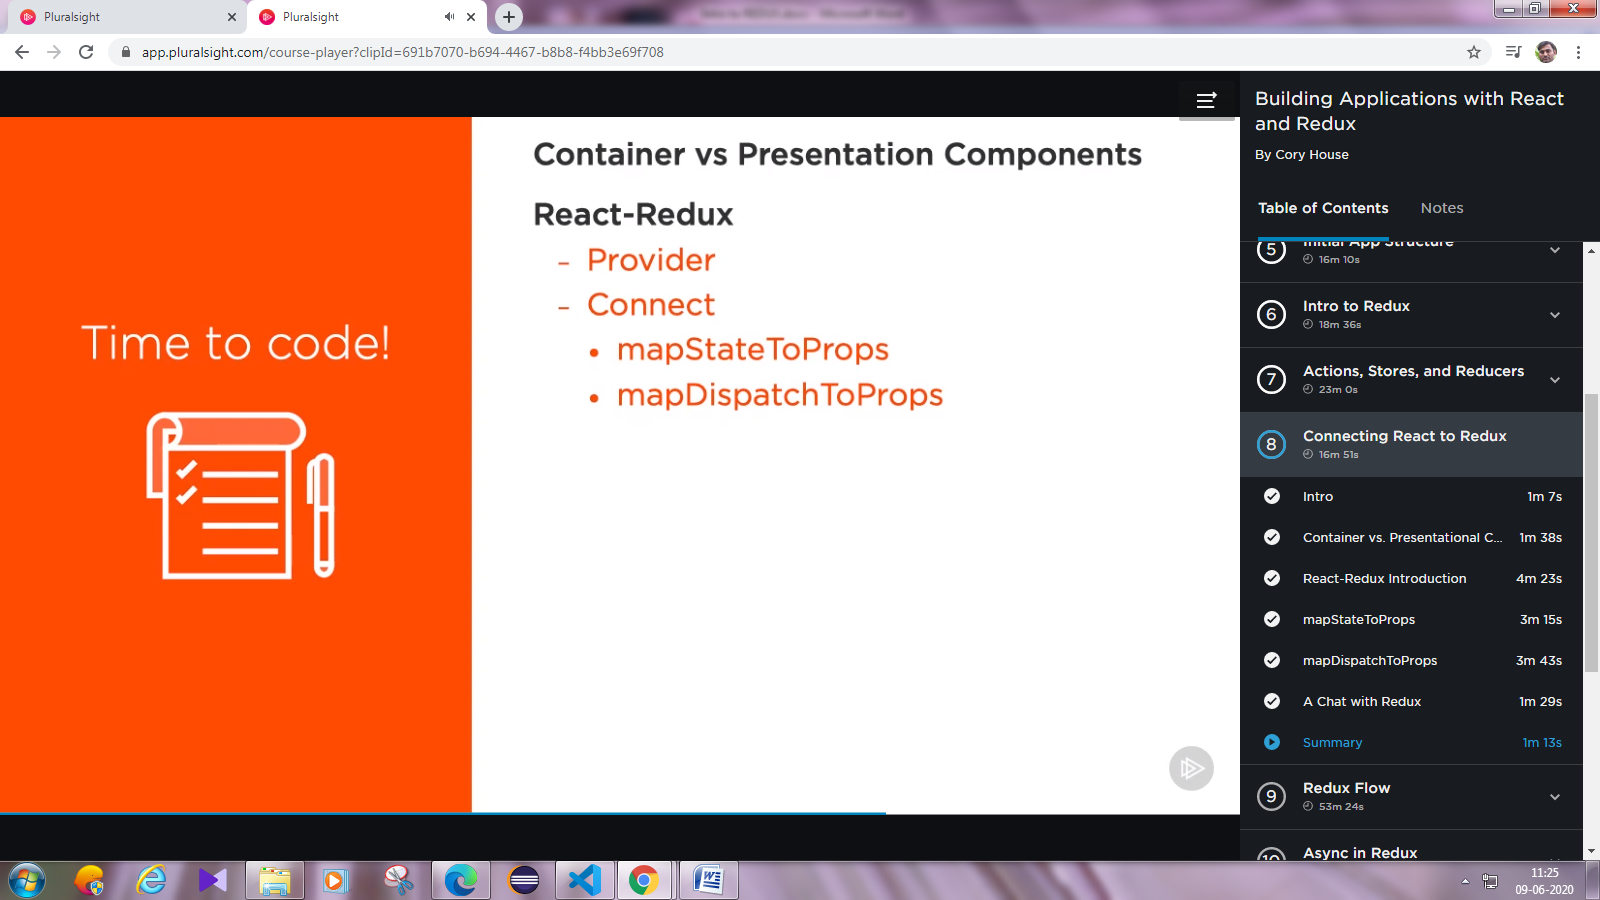 Pluralsight
Pluralsight
app.pluralsight.com/course-player?clipId=691b7070-b694-4467-b8b8-f4bb3e69f708
Time to code!
Container vs Presentation Components
React-Redux
– Provider
– Connect
• mapStateToProps
• mapDispatchToProps
Building Applications with React
and Redux
By Cory House
Table of Contents Notes
5 Initial App Structure
16m 10s
6 Intro to Redux
18m 36s
7 Actions, Stores, and Reducers
23m 0s
8 Connecting React to Redux
16m 51s
Intro 1m 7s
Container vs. Presentational C... 1m 38s
React-Redux Introduction 4m 23s
mapStateToProps 3m 15s
mapDispatchToProps 3m 43s
A Chat with Redux 1m 29s
Summary 1m 13s
9 Redux Flow
53m 24s
10 Async in Redux
11:25
09-06-2020